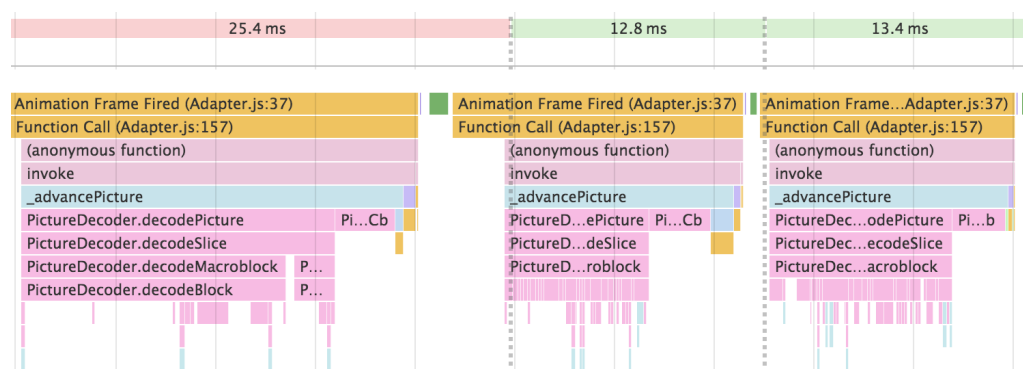 25.4 ms 12.8 ms 13.4 ms
Animation Frame Fired (Adapter.js:37) Animation Frame Fired (Adapter.js:37) Animation Frame...Adapter.js:37)
Function Call (Adapter.js:157) Function Call (Adapter.js:157) Function Call (Adapter.js:157)
(anonymous function) (anonymous function) (anonymous function)
invoke invoke invoke
_advancePicture _advancePicture _advancePicture
PictureDecoder.decodePicture Pi...Cb PictureD...ePicture Pi...Cb PictureDec...odePicture Pi...b
PictureDecoder.decodeSlice PictureD...deSlice PictureDec...ecodeSlice
PictureDecoder.decodeMacroblock P... PictureD...roblock PictureDec...acroblock
PictureDecoder.decodeBlock P...